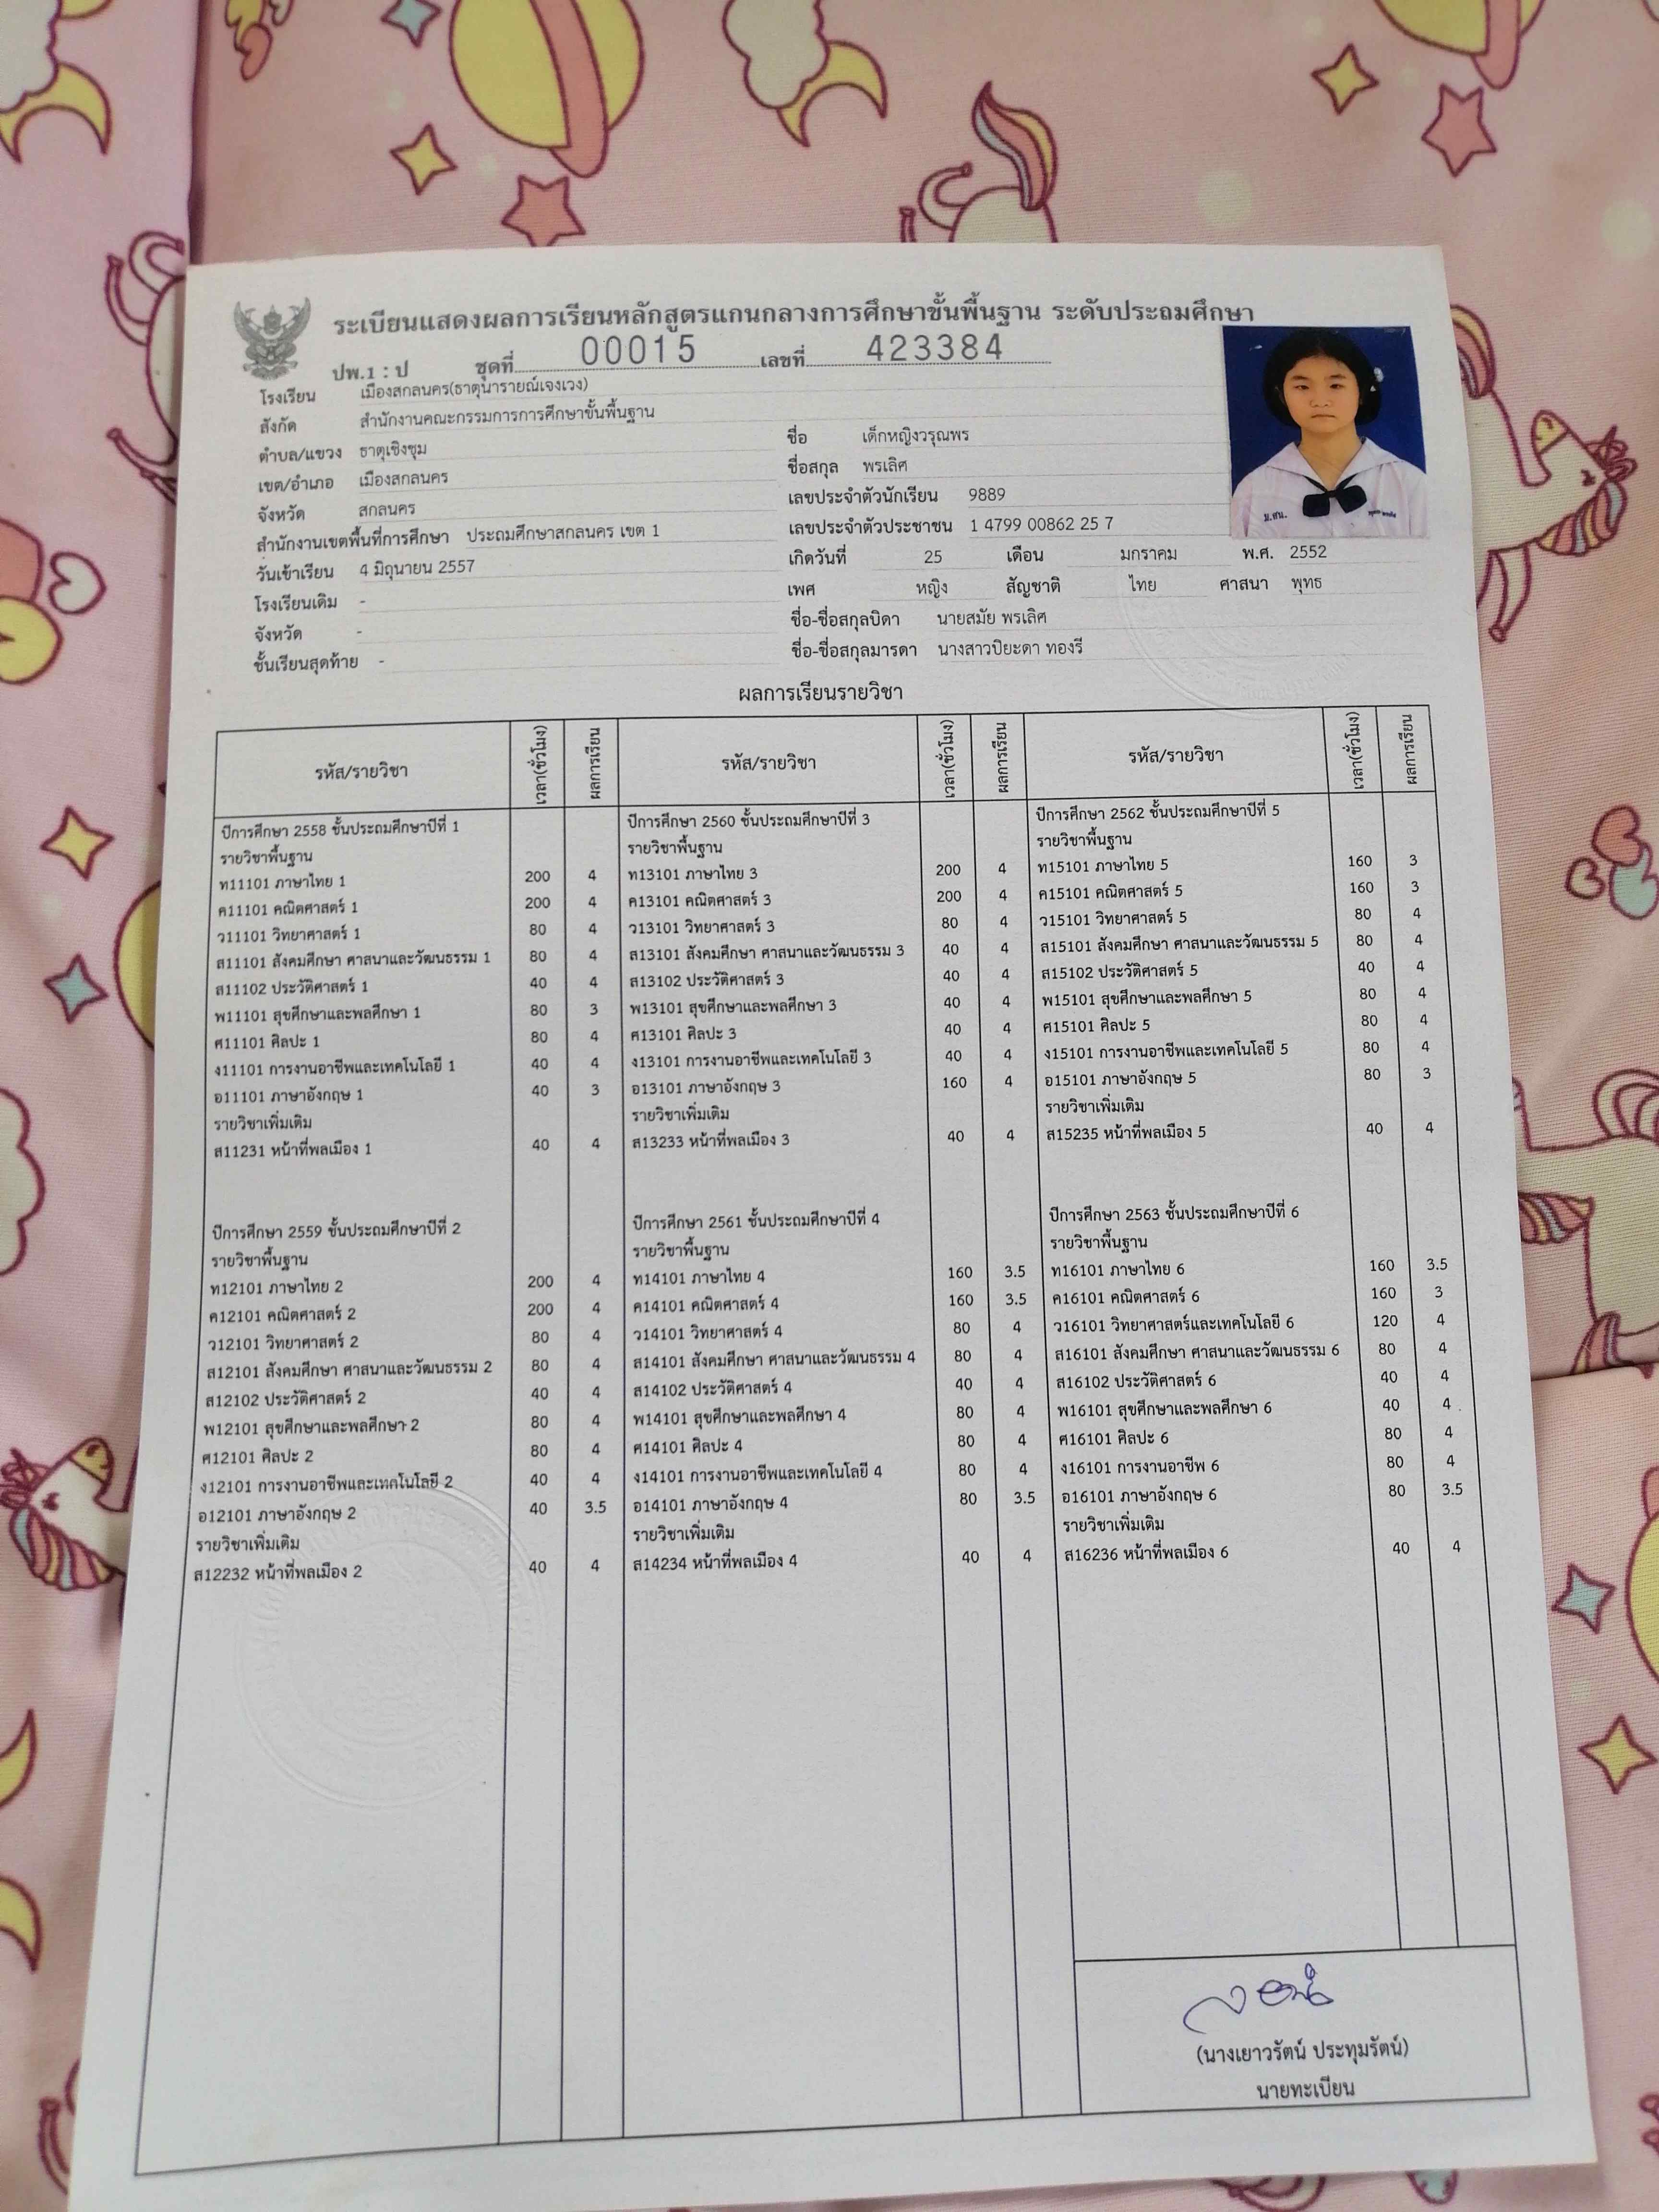 ระเบียนแสดงผลการเรียนหลักสูตรแกนกลางการศึกษาขั้นพื้นฐาน ระดับประถมศึกษา
ปพ.1 : ป ชุดที่ 00015 เลขที่ 423384
โรงเรียน เมืองสกลนคร(ธาตุนารายณ์เจงเวง)
สังกัด สำนักงานคณะกรรมการการศึกษาขั้นพื้นฐาน
ตำบล/แขวง ธาตุเชิงชุม
เขต/อำเภอ เมืองสกลนคร
จังหวัด สกลนคร
สำนักงานเขตพื้นที่การศึกษา ประถมศึกษาสกลนคร เขต 1
วันเข้าเรียน 4 มิถุนายน 2557
โรงเรียนเดิม -
จังหวัด -
ชั้นเรียนสุดท้าย -
ชื่อ เด็กหญิงวรุณพร
ชื่อสกุล พรเลิศ
เลขประจำตัวนักเรียน 9889
เลขประจำตัวประชาชน 1 4799 00862 25 7
เกิดวันที่ 25 เดือน มกราคม พ.ศ. 2552
เพศ หญิง สัญชาติ ไทย ศาสนา พุทธ
ชื่อ-ชื่อสกุลบิดา นายสมัย พรเลิศ
ชื่อ-ชื่อสกุลมารดา นางสาวปิยะดา ทองรี
ม.สน.
ผลการเรียนรายวิชา
รหัส/รายวิชา เวลา(ชั่วโมง) ผลการเรียน
ปีการศึกษา 2558 ชั้นประถมศึกษาปีที่ 1
รายวิชาพื้นฐาน
ท11101 ภาษาไทย 1 200 4
ค11101 คณิตศาสตร์ 1 200 4
ว11101 วิทยาศาสตร์ 1 80 4
ส11101 สังคมศึกษา ศาสนาและวัฒนธรรม 1 80 4
ส11102 ประวัติศาสตร์ 1 40 4
พ11101 สุขศึกษาและพลศึกษา 1 80 3
ศ11101 ศิลปะ 1 80 4
ง11101 การงานอาชีพและเทคโนโลยี 1 40 4
อ11101 ภาษาอังกฤษ 1 40 3
รายวิชาเพิ่มเติม
ส11231 หน้าที่พลเมือง 1 40 4
ปีการศึกษา 2559 ชั้นประถมศึกษาปีที่ 2
รายวิชาพื้นฐาน
ท12101 ภาษาไทย 2 200 4
ค12101 คณิตศาสตร์ 2 200 4
ว12101 วิทยาศาสตร์ 2 80 4
ส12101 สังคมศึกษา ศาสนาและวัฒนธรรม 2 80 4
ส12102 ประวัติศาสตร์ 2 40 4
พ12101 สุขศึกษาและพลศึกษา 2 80 4
ศ12101 ศิลปะ 2 80 4
ง12101 การงานอาชีพและเทคโนโลยี 2 40 4
อ12101 ภาษาอังกฤษ 2 40 3.5
รายวิชาเพิ่มเติม
ส12232 หน้าที่พลเมือง 2 40 4
รหัส/รายวิชา เวลา(ชั่วโมง) ผลการเรียน
ปีการศึกษา 2560 ชั้นประถมศึกษาปีที่ 3
รายวิชาพื้นฐาน
ท13101 ภาษาไทย 3 200 4
ค13101 คณิตศาสตร์ 3 200 4
ว13101 วิทยาศาสตร์ 3 80 4
ส13101 สังคมศึกษา ศาสนาและวัฒนธรรม 3 40 4
ส13102 ประวัติศาสตร์ 3 40 4
พ13101 สุขศึกษาและพลศึกษา 3 40 4
ศ13101 ศิลปะ 3 40 4
ง13101 การงานอาชีพและเทคโนโลยี 3 40 4
อ13101 ภาษาอังกฤษ 3 160 4
รายวิชาเพิ่มเติม
ส13233 หน้าที่พลเมือง 3 40 4
ปีการศึกษา 2561 ชั้นประถมศึกษาปีที่ 4
รายวิชาพื้นฐาน
ท14101 ภาษาไทย 4 160 3.5
ค14101 คณิตศาสตร์ 4 160 3.5
ว14101 วิทยาศาสตร์ 4 80 4
ส14101 สังคมศึกษา ศาสนาและวัฒนธรรม 4 80 4
ส14102 ประวัติศาสตร์ 4 40 4
พ14101 สุขศึกษาและพลศึกษา 4 80 4
ศ14101 ศิลปะ 4 80 4
ง14101 การงานอาชีพและเทคโนโลยี 4 80 4
อ14101 ภาษาอังกฤษ 4 80 3.5
รายวิชาเพิ่มเติม
ส14234 หน้าที่พลเมือง 4 40 4
รหัส/รายวิชา เวลา(ชั่วโมง) ผลการเรียน
ปีการศึกษา 2562 ชั้นประถมศึกษาปีที่ 5
รายวิชาพื้นฐาน
ท15101 ภาษาไทย 5 160 3
ค15101 คณิตศาสตร์ 5 160 3
ว15101 วิทยาศาสตร์ 5 80 4
ส15101 สังคมศึกษา ศาสนาและวัฒนธรรม 5 80 4
ส15102 ประวัติศาสตร์ 5 40 4
พ15101 สุขศึกษาและพลศึกษา 5 80 4
ศ15101 ศิลปะ 5 80 4
ง15101 การงานอาชีพและเทคโนโลยี 5 80 4
อ15101 ภาษาอังกฤษ 5 80 3
รายวิชาเพิ่มเติม
ส15235 หน้าที่พลเมือง 5 40 4
ปีการศึกษา 2563 ชั้นประถมศึกษาปีที่ 6
รายวิชาพื้นฐาน
ท16101 ภาษาไทย 6 160 3.5
ค16101 คณิตศาสตร์ 6 160 3
ว16101 วิทยาศาสตร์และเทคโนโลยี 6 120 4
ส16101 สังคมศึกษา ศาสนาและวัฒนธรรม 6 80 4
ส16102 ประวัติศาสตร์ 6 40 4
พ16101 สุขศึกษาและพลศึกษา 6 40 4
ศ16101 ศิลปะ 6 80 4
ง16101 การงานอาชีพ 6 80 4
อ16101 ภาษาอังกฤษ 6 80 3.5
รายวิชาเพิ่มเติม
ส16236 หน้าที่พลเมือง 6 40 4
(นางเยาวรัตน์ ประทุมรัตน์)
นายทะเบียน